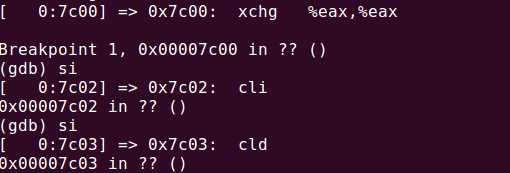 [   0:7c00] => 0x7c00:  xchg   %eax,%eax
Breakpoint 1, 0x00007c00 in ?? ()
(gdb) si
[   0:7c02] => 0x7c02:  cli
0x00007c02 in ?? ()
(gdb) si
[   0:7c03] => 0x7c03:  cld
0x00007c03 in ?? ()